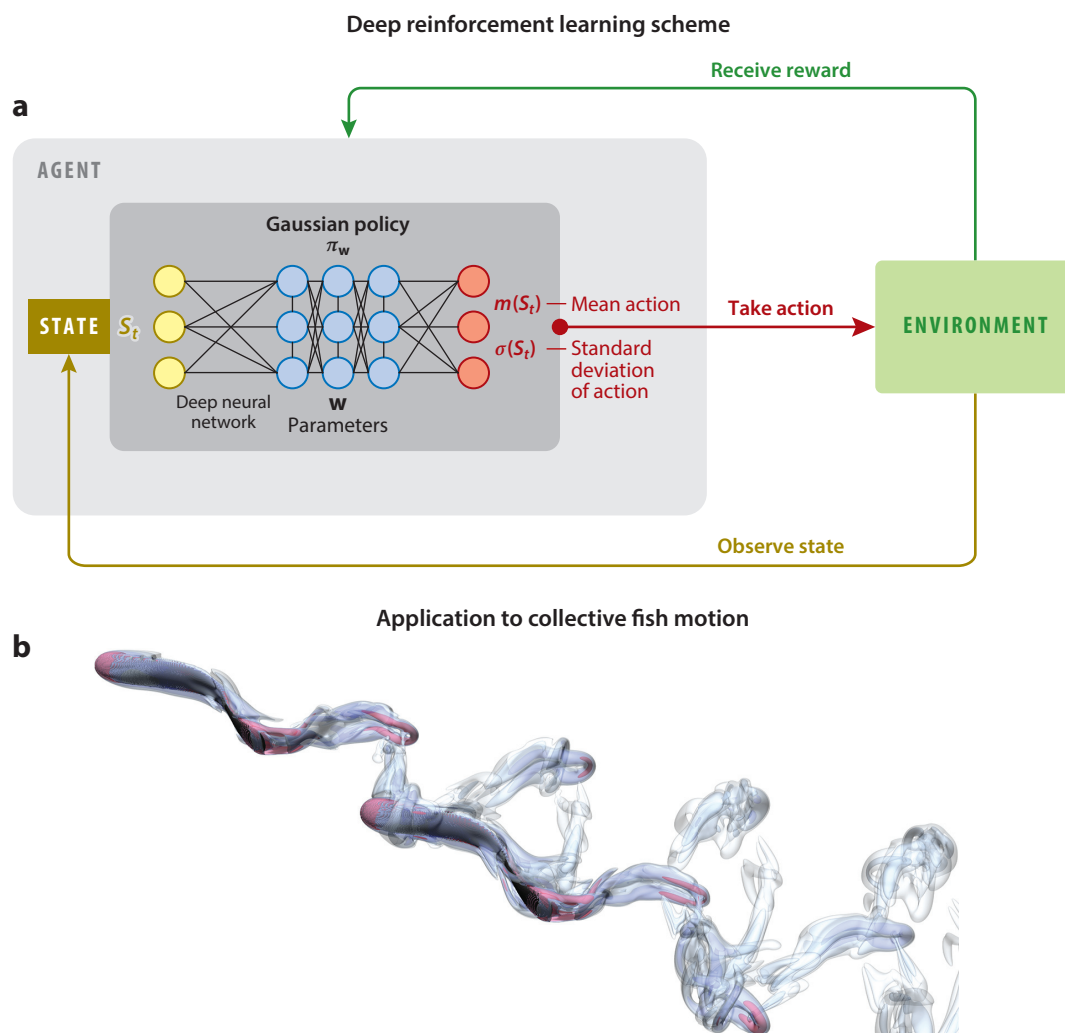 Deep reinforcement learning scheme
Receive reward
a
AGENT
Gaussian policy
π_w
STATE
S_t
m(S_t)
Mean action
Take action
ENVIRONMENT
σ(S_t)
Standard
deviation
of action
Deep neural
network
w
Parameters
Observe state
Application to collective fish motion
b